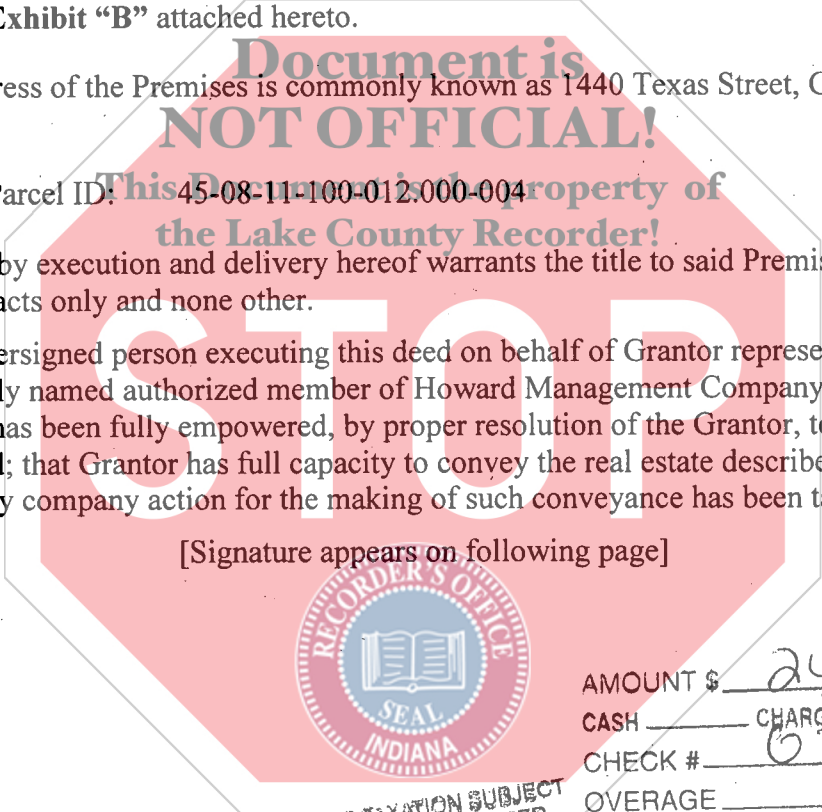 Exhibit “B” attached hereto.
Document is
ress of the Premises is commonly known as 1440 Texas Street,
NOT OFFICIAL!
This Document is the property of
arcel ID: 45-08-11-100-012.000-004
the Lake County Recorder!
by execution and delivery hereof warrants the title to said Premis
acts only and none other.
STOP
ersigned person executing this deed on behalf of Grantor represe
ly named authorized member of Howard Management Company
has been fully empowered, by proper resolution of the Grantor, t
; that Grantor has full capacity to convey the real estate describe
y company action for the making of such conveyance has been t
[Signature appears on following page]
RECORDER'S OFFICE
SEAL
INDIANA
AMOUNT $ 2
CASH CHARG
CHECK #
TAXATION SUBJECT
OVERAGE